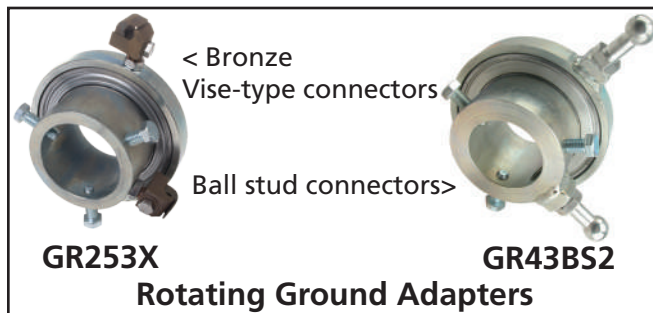 < Bronze
Vise-type connectors
Ball stud connectors>
GR253X
GR43BS2
Rotating Ground Adapters